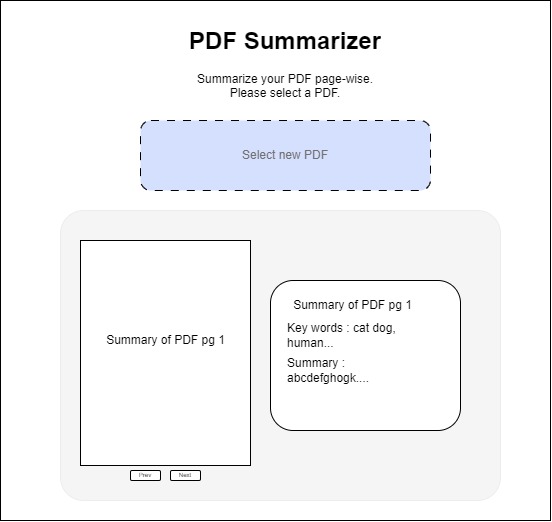 PDF Summarizer
Summarize your PDF page-wise.
Please select a PDF.
Select new PDF
Summary of PDF pg 1
Prev
Next
Summary of PDF pg 1
Key words : cat dog,
human...
Summary :
abcdefghogk....